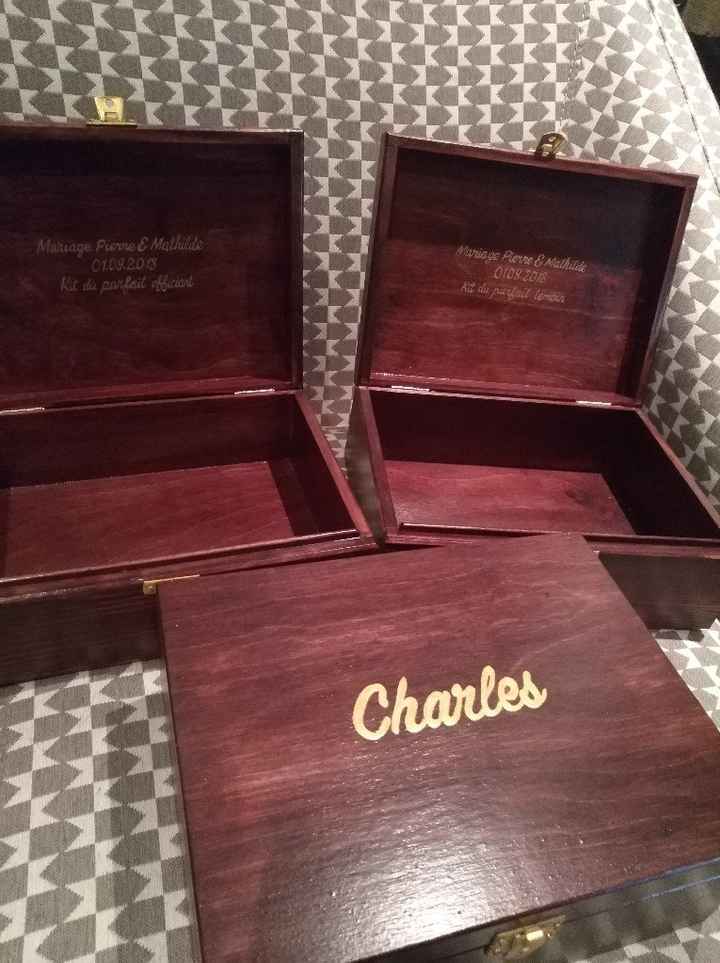 Mariage Pierre & Mathilde
01.09.2018
Kit du parfait officiant
Mariage Pierre & Mathilde
01.09.2018
Kit du parfait témoin
Charles